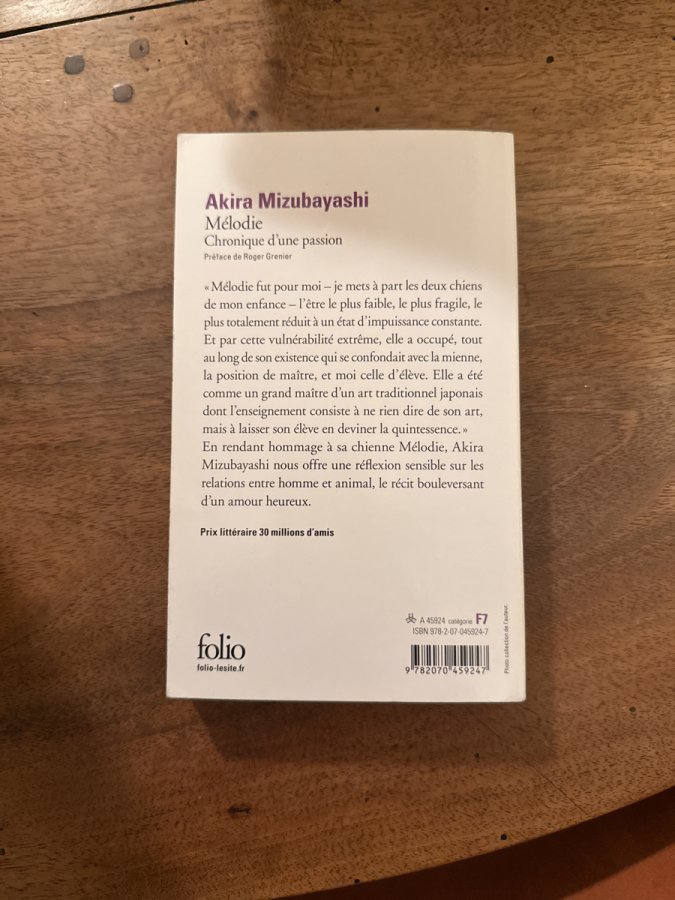 Akira Mizubayashi
Mélodie
Chronique d'une passion
Préface de Roger Grenier
« Mélodie fut pour moi – je mets à part les deux chiens
de mon enfance – l'être le plus faible, le plus fragile, le
plus totalement réduit à un état d'impuissance constante.
Et par cette vulnérabilité extrême, elle a occupé, tout
au long de son existence qui se confondait avec la mienne,
la position de maître, et moi celle d'élève. Elle a été
comme un grand maître d'un art traditionnel japonais
dont l'enseignement consiste à ne rien dire de son art,
mais à laisser son élève en deviner la quintessence. »
En rendant hommage à sa chienne Mélodie, Akira
Mizubayashi nous offre une réflexion sensible sur les
relations entre homme et animal, le récit bouleversant
d'un amour heureux.
Prix littéraire 30 millions d'amis
A 45924 catégorie F7
ISBN 978-2-07-045924-7
folio
folio-lesite.fr
9 782070 459247
Photo collection de l'auteur.